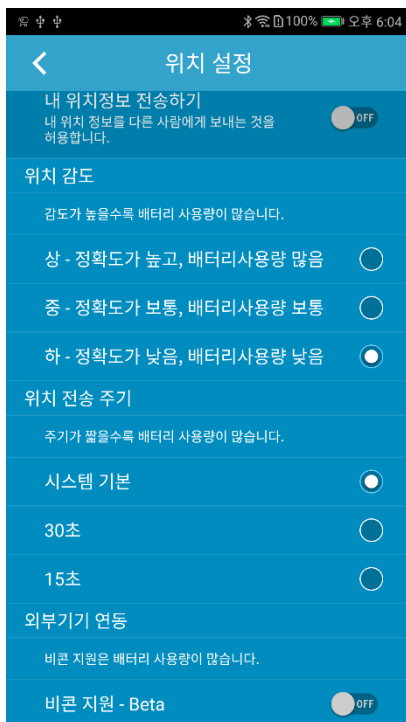 100% 오후 6:04
위치 설정
내 위치정보 전송하기
내 위치 정보를 다른 사람에게 보내는 것을
허용합니다.
OFF
위치 감도
감도가 높을수록 배터리 사용량이 많습니다.
상 - 정확도가 높고, 배터리사용량 많음
중 - 정확도가 보통, 배터리사용량 보통
하 - 정확도가 낮음, 배터리사용량 낮음
위치 전송 주기
주기가 짧을수록 배터리 사용량이 많습니다.
시스템 기본
30초
15초
외부기기 연동
비콘 지원은 배터리 사용량이 많습니다.
비콘 지원 - Beta
OFF